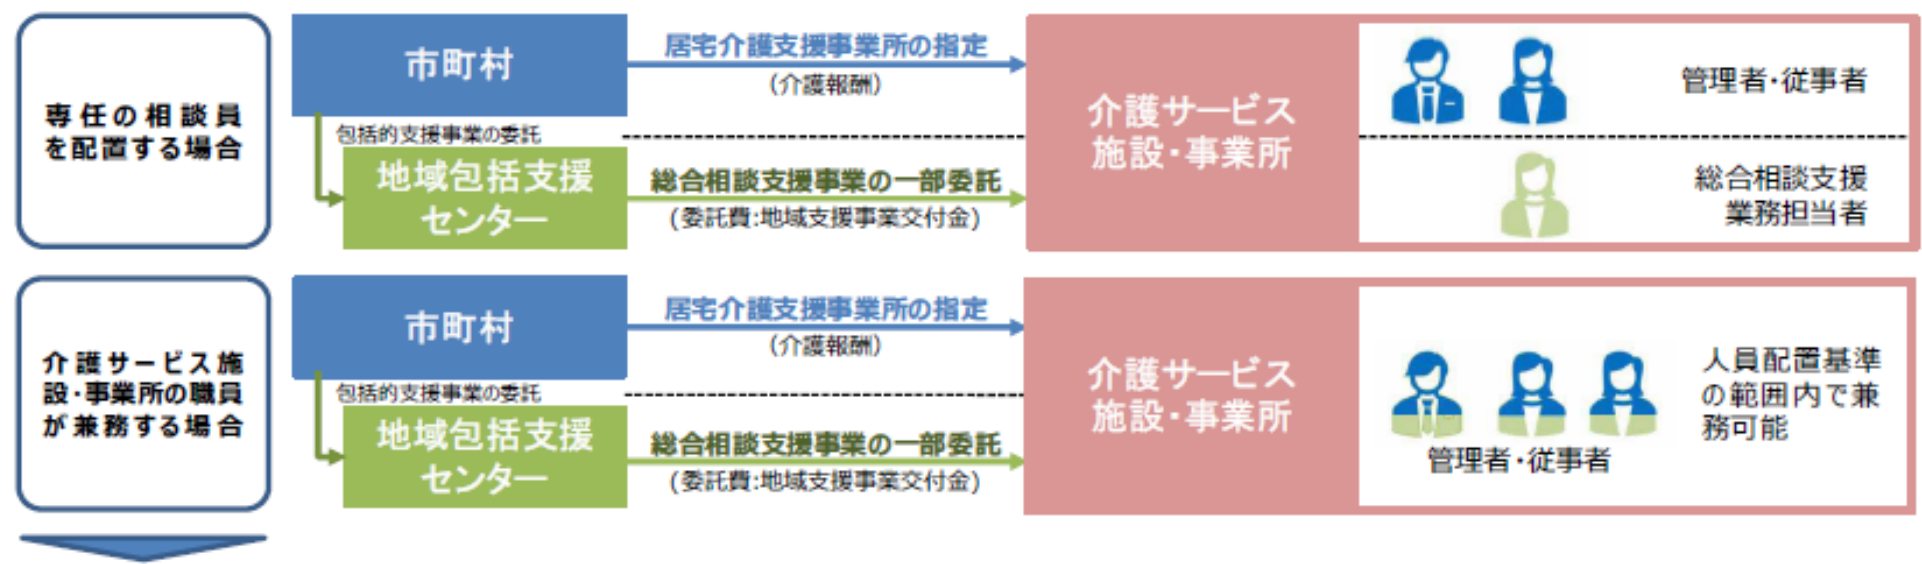 専任の相談員
を配置する場合
市町村
居宅介護支援事業所の指定
（介護報酬）
包括的支援事業の委託
地域包括支援
センター
総合相談支援事業の一部委託
(委託費:地域支援事業交付金)
介護サービス
施設・事業所
管理者・従事者
総合相談支援
業務担当者
介護サービス施
設・事業所の職員
が兼務する場合
市町村
居宅介護支援事業所の指定
（介護報酬）
包括的支援事業の委託
地域包括支援
センター
総合相談支援事業の一部委託
(委託費:地域支援事業交付金)
介護サービス
施設・事業所
管理者・従事者
人員配置基準
の範囲内で兼
務可能